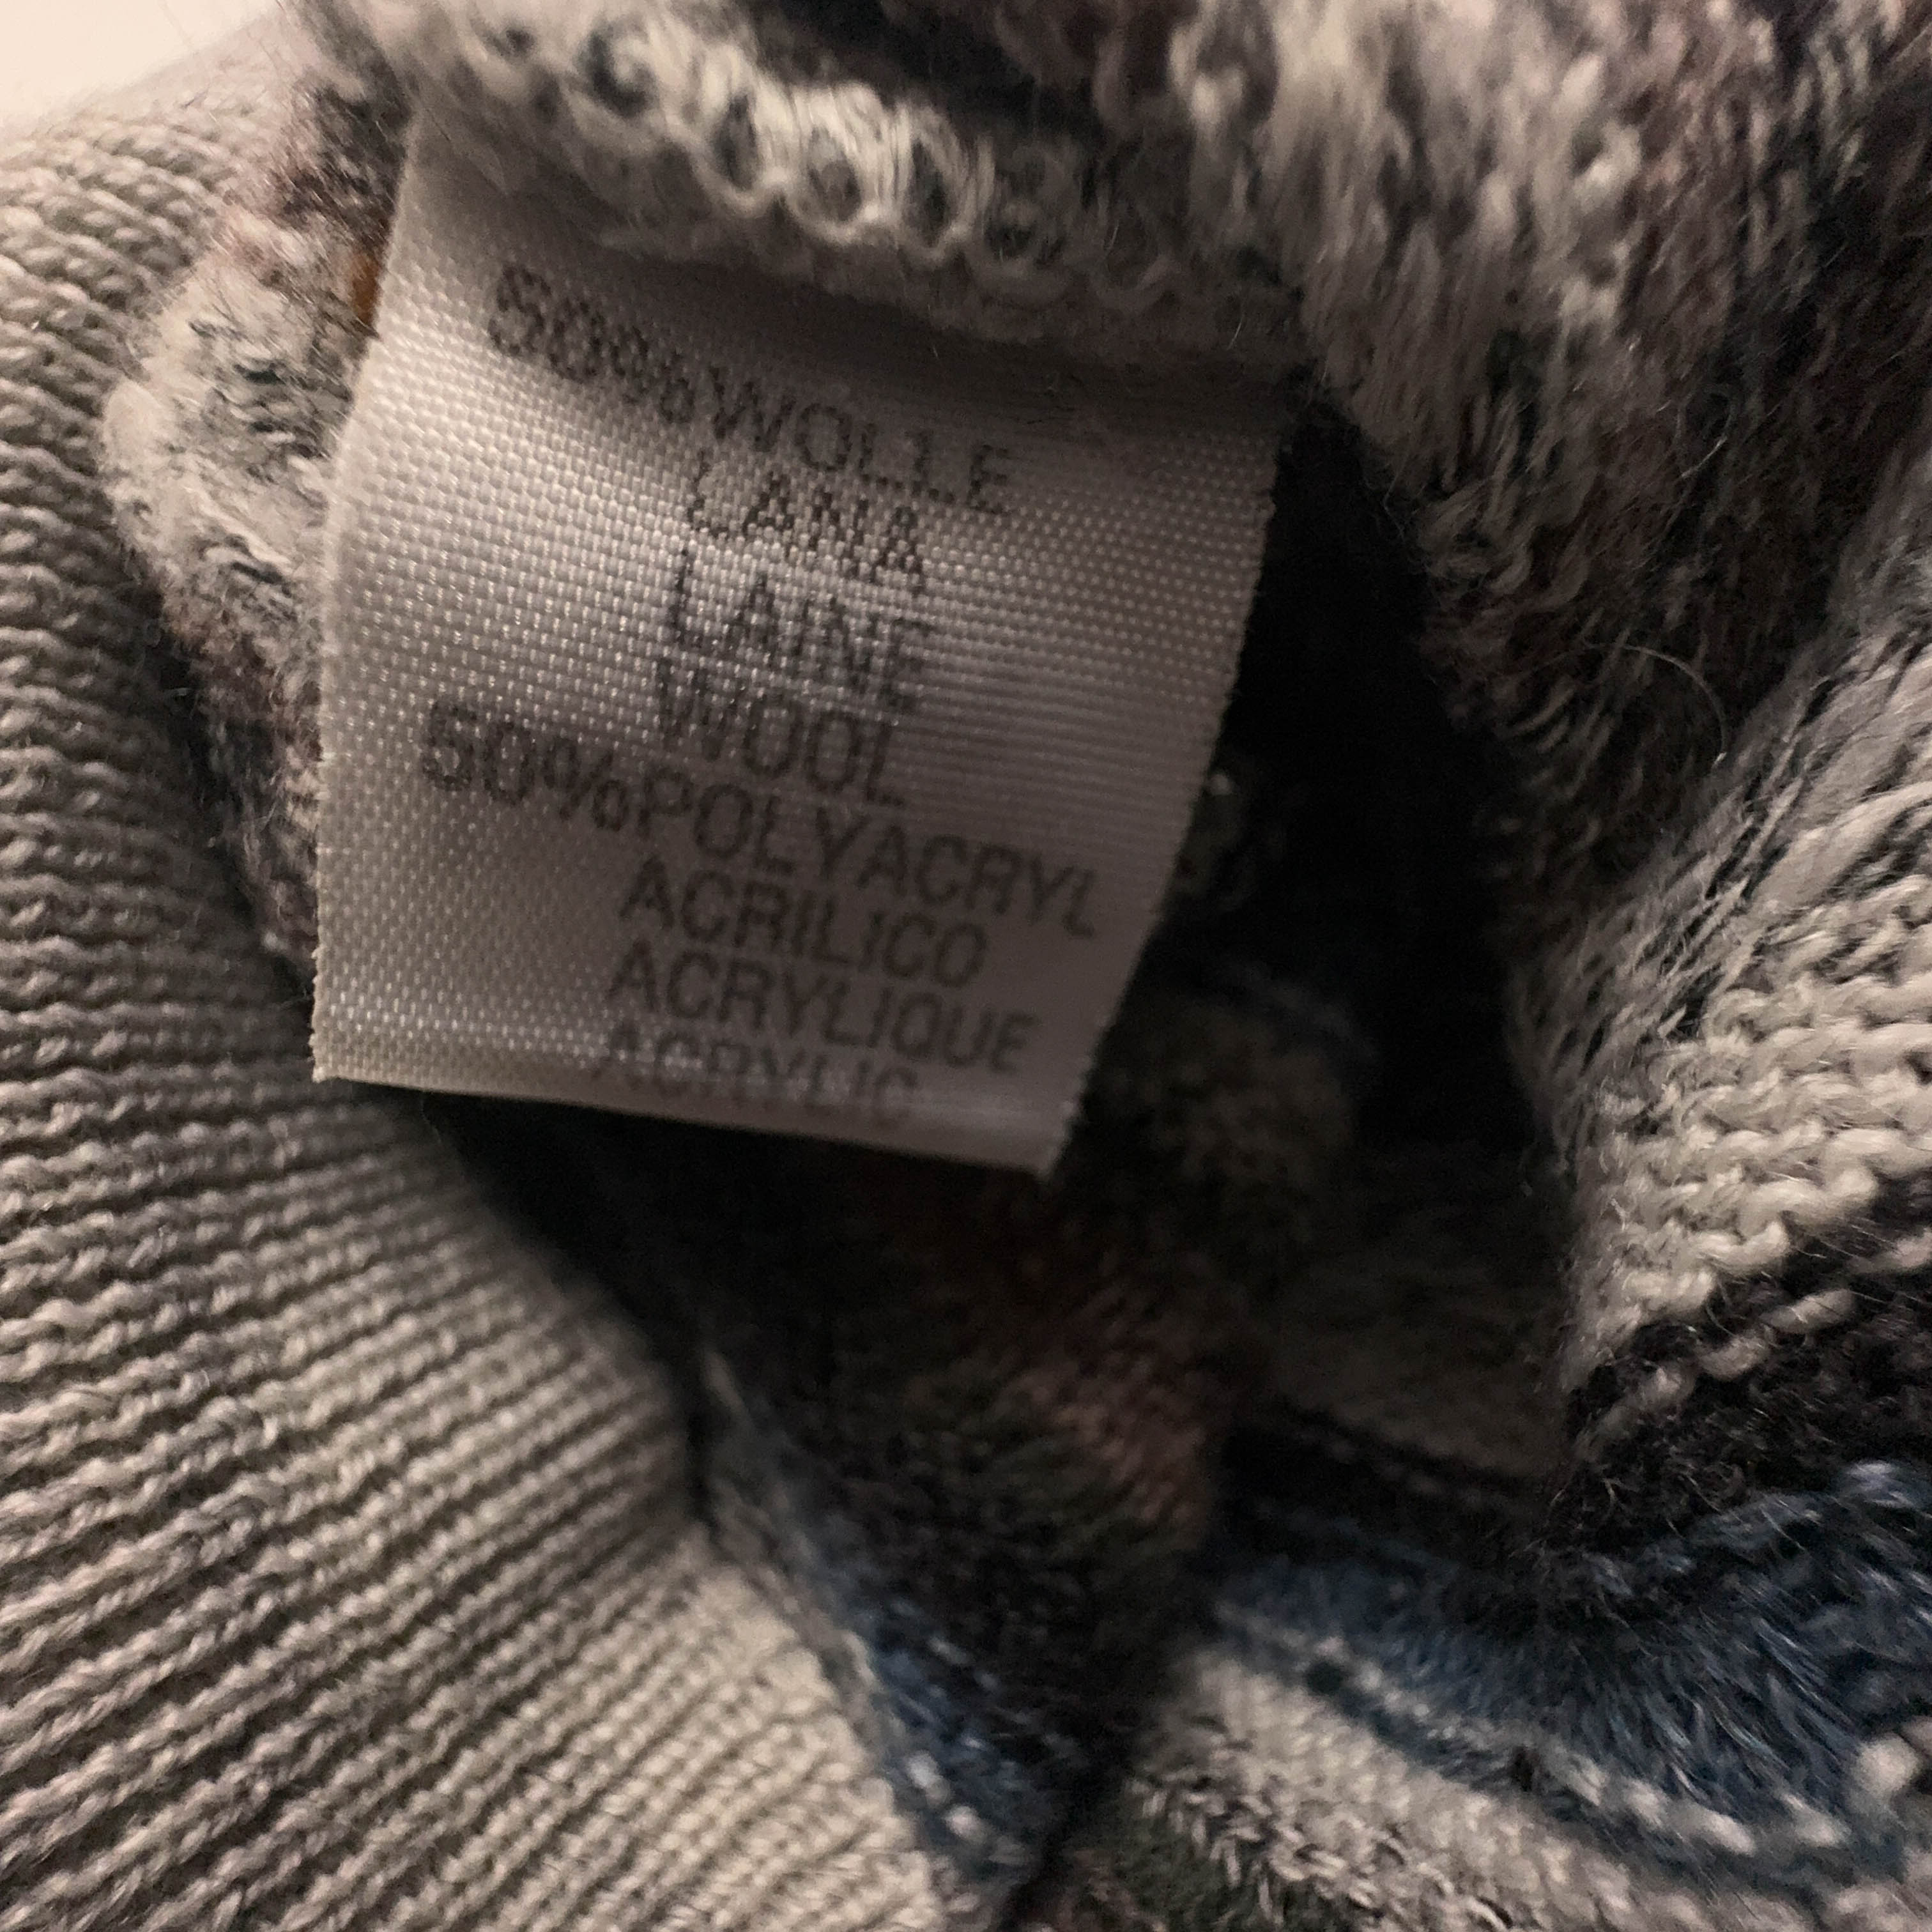 50%WOLLE
LANA
LAINE
WOOL
50%POLYACRYL
ACRILICO
ACRYLIQUE
ACRYLIC